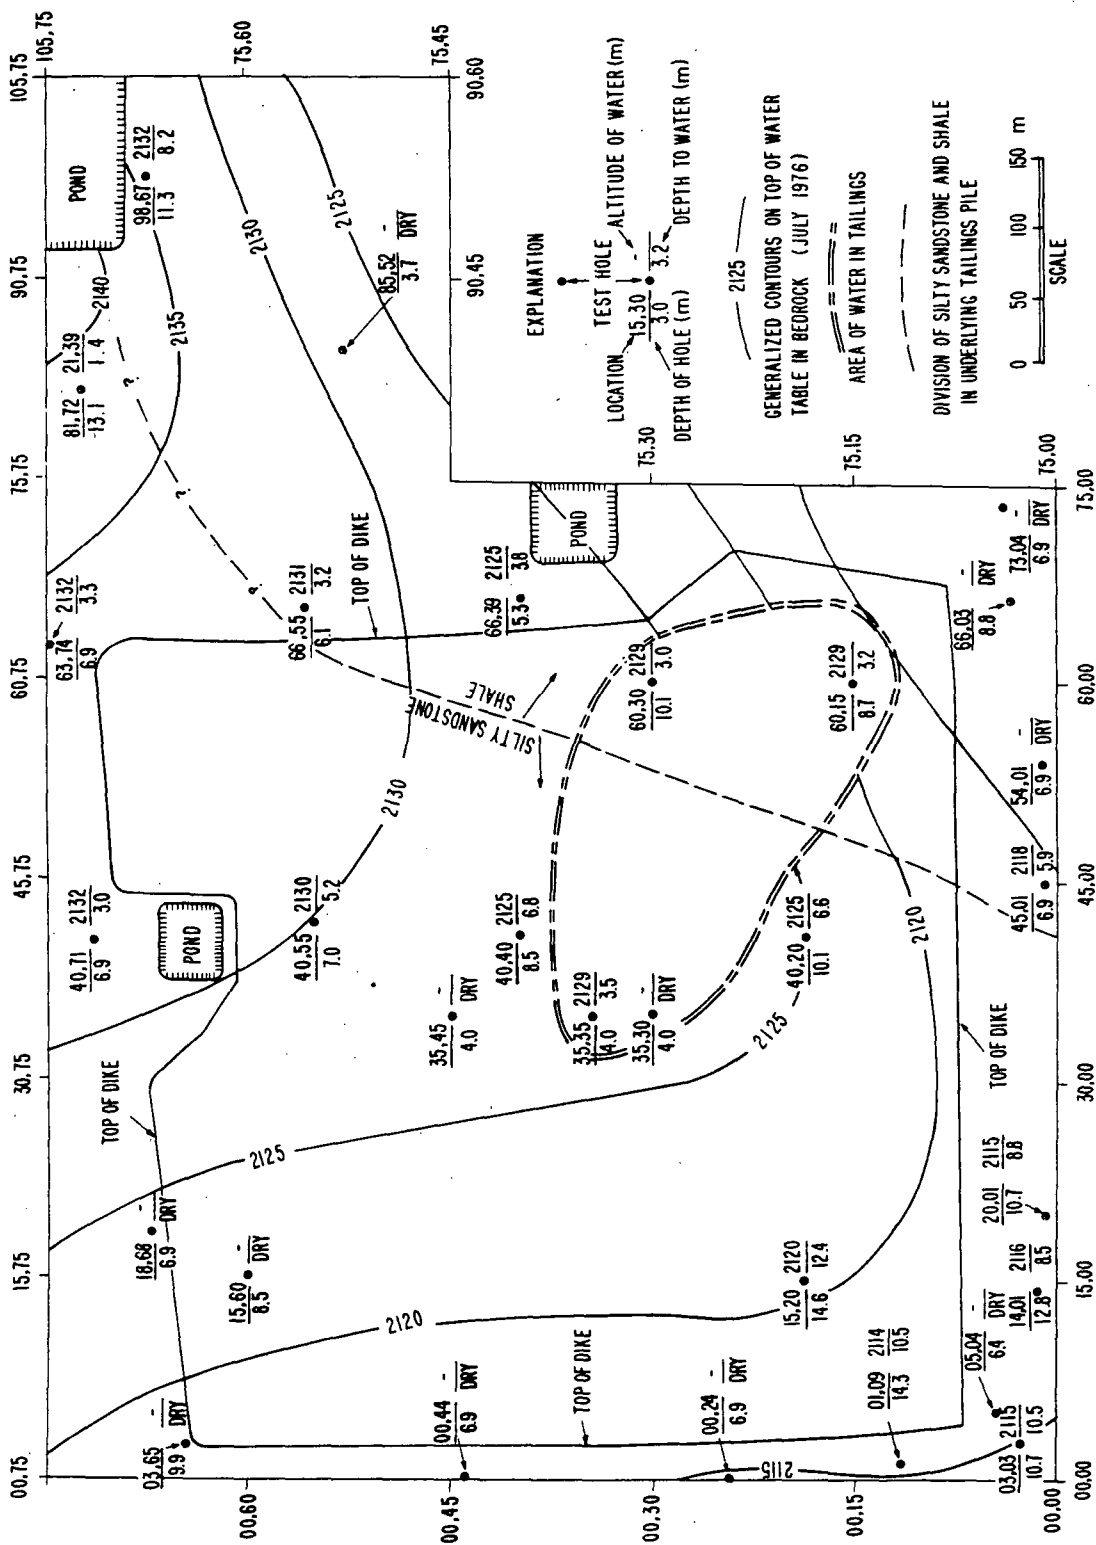 105,75
75,60
75,45
105,75
90,75
75,75
60,75
45,75
30,75
15,75
00,75
90,60
90,45
75,30
75,15
75,00
75,00
60,00
45,00
30,00
15,00
00,00
00,60
00,45
00,30
00,15
00,00
POND
98,67 2132
11.3 8.2
2140
81,72 21,39
13.1 1.4
2135
2130
2125
85,52 -
3.7 DRY
?
?
?
63,74 2132
6.9 3.3
66,55 2131
6.1 3.2
TOP OF DIKE
66,39 2125
5.3 3.8
POND
SILTY SANDSTONE
SHALE
60,30 2129
10.1 3.0
60,15 2129
8.7 3.2
66,03 -
8.8 DRY
73,04 -
6.9 DRY
54,01 -
6.9 DRY
45,01 2118
6.9 5.9
40,71 2132
6.9 3.0
POND
40,55 2130
7.0 5.2
2130
40,40 2125
8.5 6.8
35,45 -
4.0 DRY
35,35 2129
4.0 3.5
35,30 -
4.0 DRY
40,20 2125
10.1 6.6
2125
2120
TOP OF DIKE
TOP OF DIKE
2125
18,68 -
6.9 DRY
15,60 -
8.5 DRY
2120
15,20 2120
14.6 12.4
20,01 2115
10.7 8.8
14,01 2116
12.8 8.5
05,04 -
6.4 DRY
03,65 -
9.9 DRY
00,44 -
6.9 DRY
TOP OF DIKE
00,24 -
6.9 DRY
01,09 2114
14.3 10.5
03,03 2115
10.7 10.5
2115
EXPLANATION
TEST HOLE
LOCATION 15,30 - ALTITUDE OF WATER (m)
DEPTH OF HOLE (m) 3.0 3.2 DEPTH TO WATER (m)
2125
GENERALIZED CONTOURS ON TOP OF WATER
TABLE IN BEDROCK (JULY 1976)
AREA OF WATER IN TAILINGS
DIVISION OF SILTY SANDSTONE AND SHALE
IN UNDERLYING TAILINGS PILE
0 50 100 150 m
SCALE